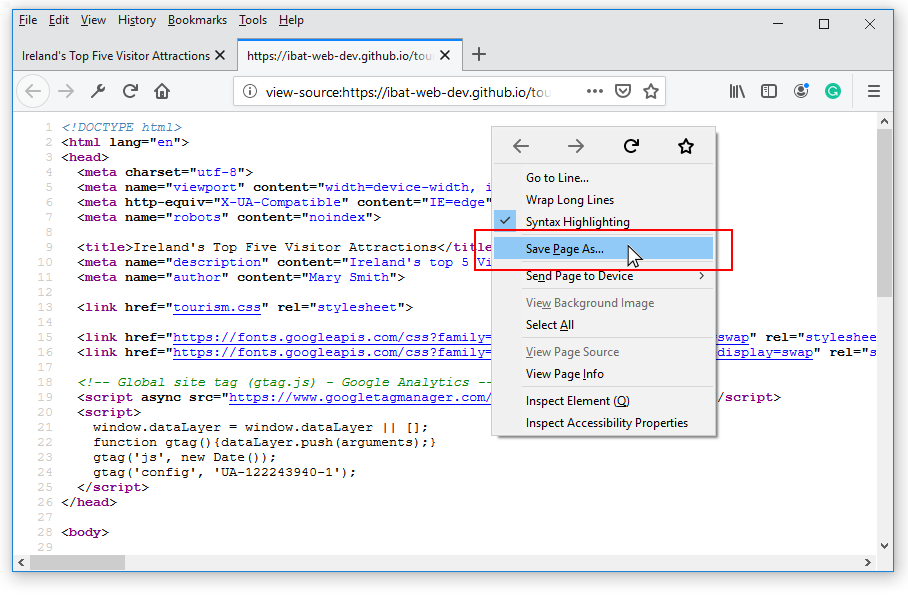 File Edit View History Bookmarks Tools Help
Ireland's Top Five Visitor Attractions
https://ibat-web-dev.github.io/tou
view-source:https://ibat-web-dev.github.io/tou
1 <!DOCTYPE html>
2 <html lang="en">
3 <head>
4 <meta charset="utf-8">
5 <meta name="viewport" content="width=device-width, i
6 <meta http-equiv="X-UA-Compatible" content="IE=edge"
7 <meta name="robots" content="noindex">
8
9 <title>Ireland's Top Five Visitor Attractions</title
10 <meta name="description" content="Ireland's top 5 Vi
11 <meta name="author" content="Mary Smith">
12
13 <link href="tourism.css" rel="stylesheet">
14
15 <link href="https://fonts.googleapis.com/css?family= swap" rel="styleshee
16 <link href="https://fonts.googleapis.com/css?family= display=swap" rel="s
17
18 <!-- Global site tag (gtag.js) - Google Analytics --
19 <script async src="https://www.googletagmanager.com/ /script>
20 <script>
21 window.dataLayer = window.dataLayer || [];
22 function gtag(){dataLayer.push(arguments);}
23 gtag('js', new Date());
24 gtag('config', 'UA-122243940-1');
25 </script>
26 </head>
27
28 <body>
29
Go to Line...
Wrap Long Lines
Syntax Highlighting
Save Page As...
Send Page to Device
View Background Image
Select All
View Page Source
View Page Info
Inspect Element (Q)
Inspect Accessibility Properties